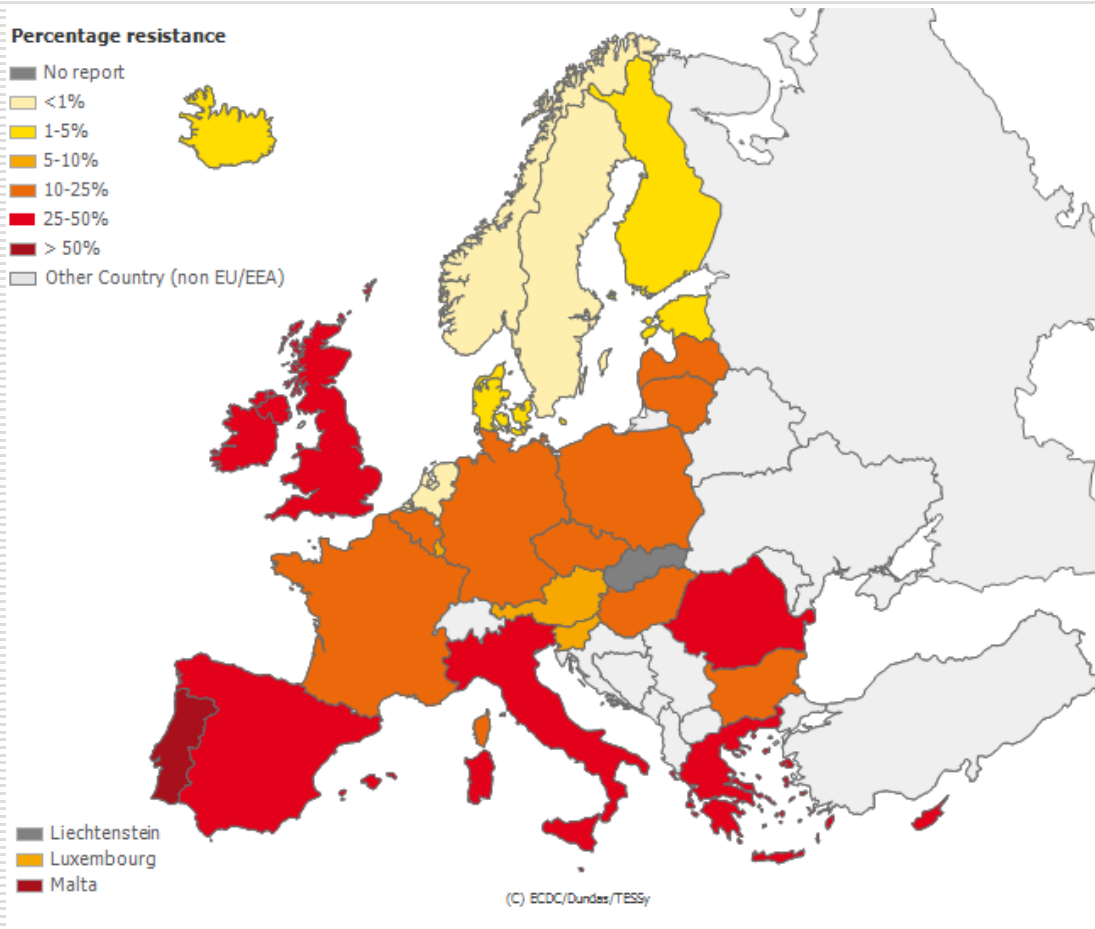 Percentage resistance
No report
<1%
1-5%
5-10%
10-25%
25-50%
> 50%
Other Country (non EU/EEA)
Liechtenstein
Luxembourg
Malta
(C) ECDC/Dundas/TESSy